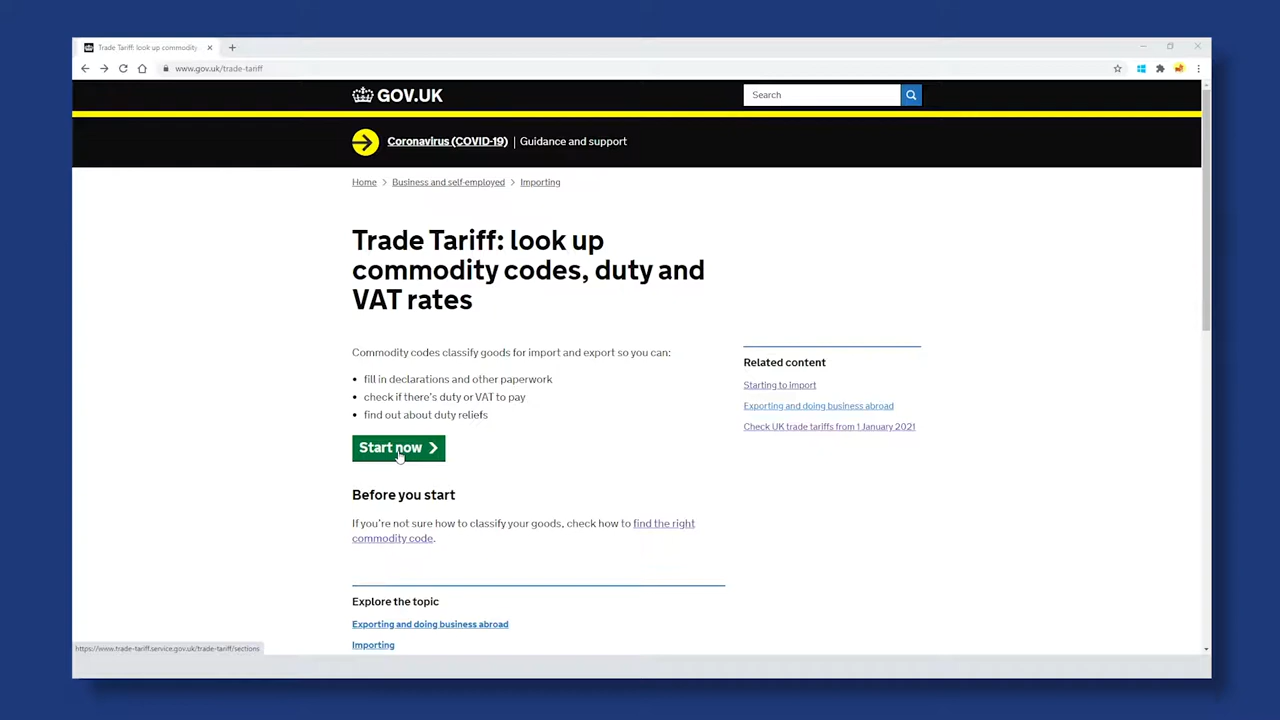 Trade Tariff: look up commodity
www.gov.uk/trade-tariff
GOV.UK
Search
Coronavirus (COVID-19) | Guidance and support
Home > Business and self-employed > Importing
Trade Tariff: look up
commodity codes, duty and
VAT rates
Commodity codes classify goods for import and export so you can:
• fill in declarations and other paperwork
• check if there's duty or VAT to pay
• find out about duty reliefs
Start now >
Related content
Starting to import
Exporting and doing business abroad
Check UK trade tariffs from 1 January 2021
Before you start
If you're not sure how to classify your goods, check how to find the right
commodity code.
Explore the topic
Exporting and doing business abroad
Importing
https://www.trade-tariff.service.gov.uk/trade-tariff/sections